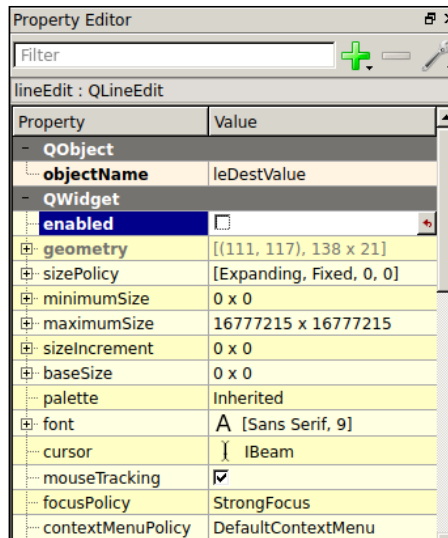 Property Editor
Filter
lineEdit : QLineEdit
Property Value
QObject
objectName leDestValue
QWidget
enabled
geometry [(111, 117), 138 x 21]
sizePolicy [Expanding, Fixed, 0, 0]
minimumSize 0 x 0
maximumSize 16777215 x 16777215
sizeIncrement 0 x 0
baseSize 0 x 0
palette Inherited
font A [Sans Serif, 9]
cursor IBeam
mouseTracking
focusPolicy StrongFocus
contextMenuPolicy DefaultContextMenu